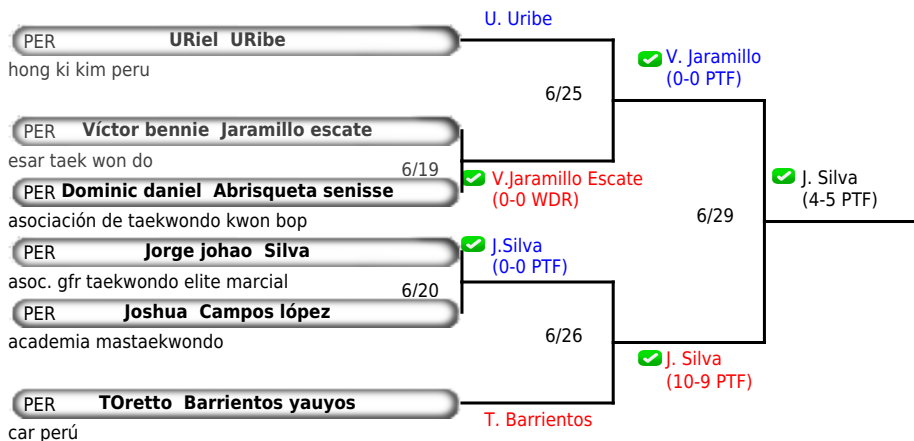 U. Uribe
PER URiel URibe
hong ki kim peru
V. Jaramillo
(0-0 PTF)
6/25
PER Víctor bennie Jaramillo escate
esar taek won do
6/19
V.Jaramillo Escate
(0-0 WDR)
PER Dominic daniel Abrisqueta senisse
asociación de taekwondo kwon bop
J. Silva
(4-5 PTF)
6/29
PER Jorge johao Silva
asoc. gfr taekwondo elite marcial
J.Silva
(0-0 PTF)
6/20
PER Joshua Campos lópez
academia mastaekwondo
6/26
J. Silva
(10-9 PTF)
PER TOretto Barrientos yauyos
car perú
T. Barrientos